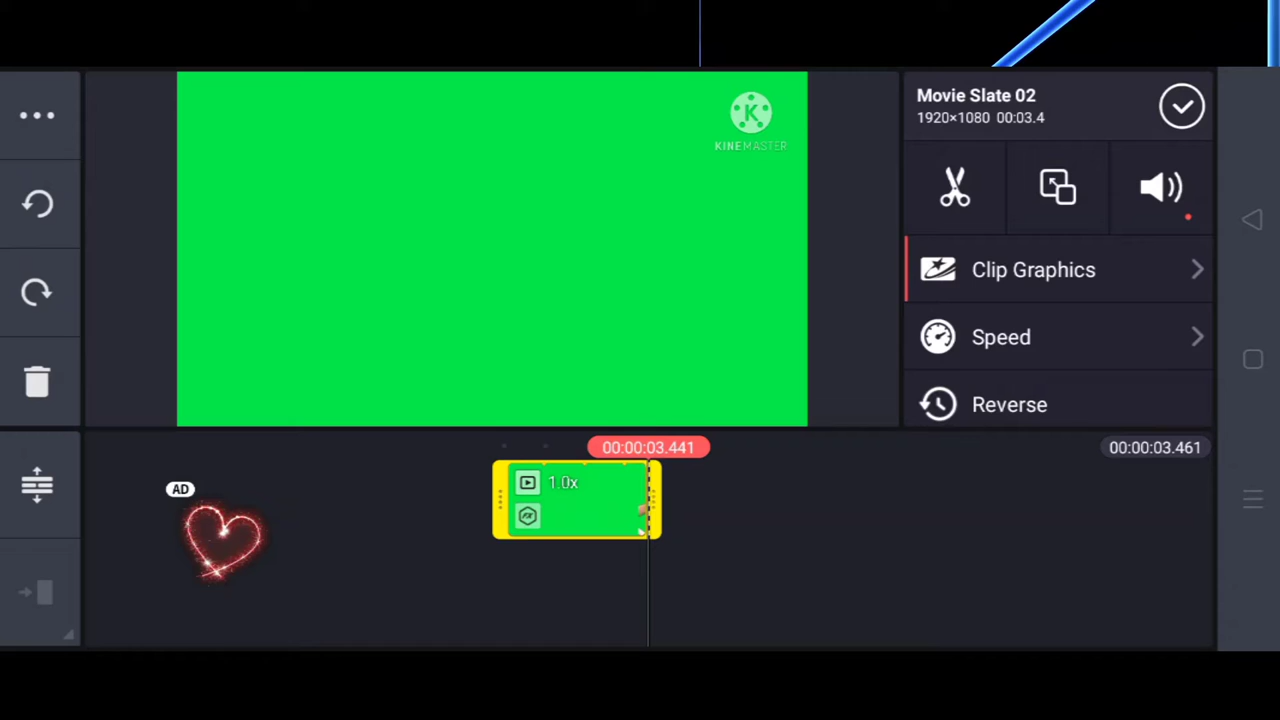 Movie Slate 02
1920×1080 00:03.4
K
KINEMASTER
Clip Graphics
Speed
Reverse
00:00:03.441
00:00:03.461
AD
1.0x
FX